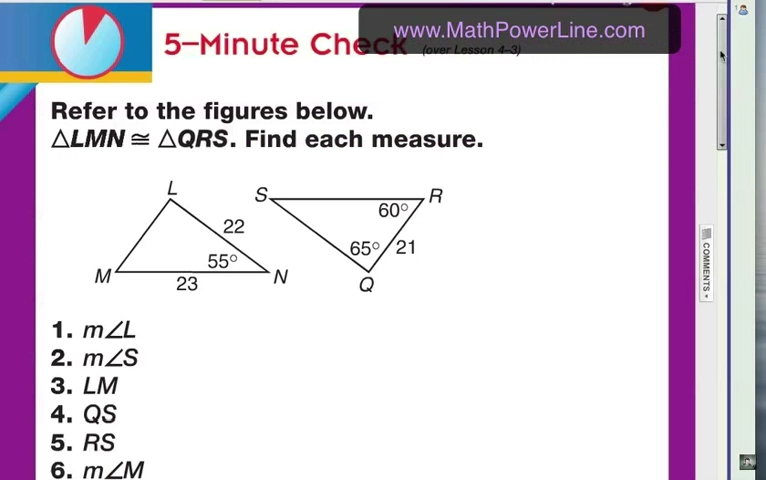 www.MathPowerLine.com
5–Minute Check (over Lesson 4–3)
Refer to the figures below.
△LMN ≅ △QRS. Find each measure.
L
S
R
22
60°
55°
65°
21
M
23
N
Q
1. m∠L
2. m∠S
3. LM
4. QS
5. RS
6. m∠M
COMMENTS